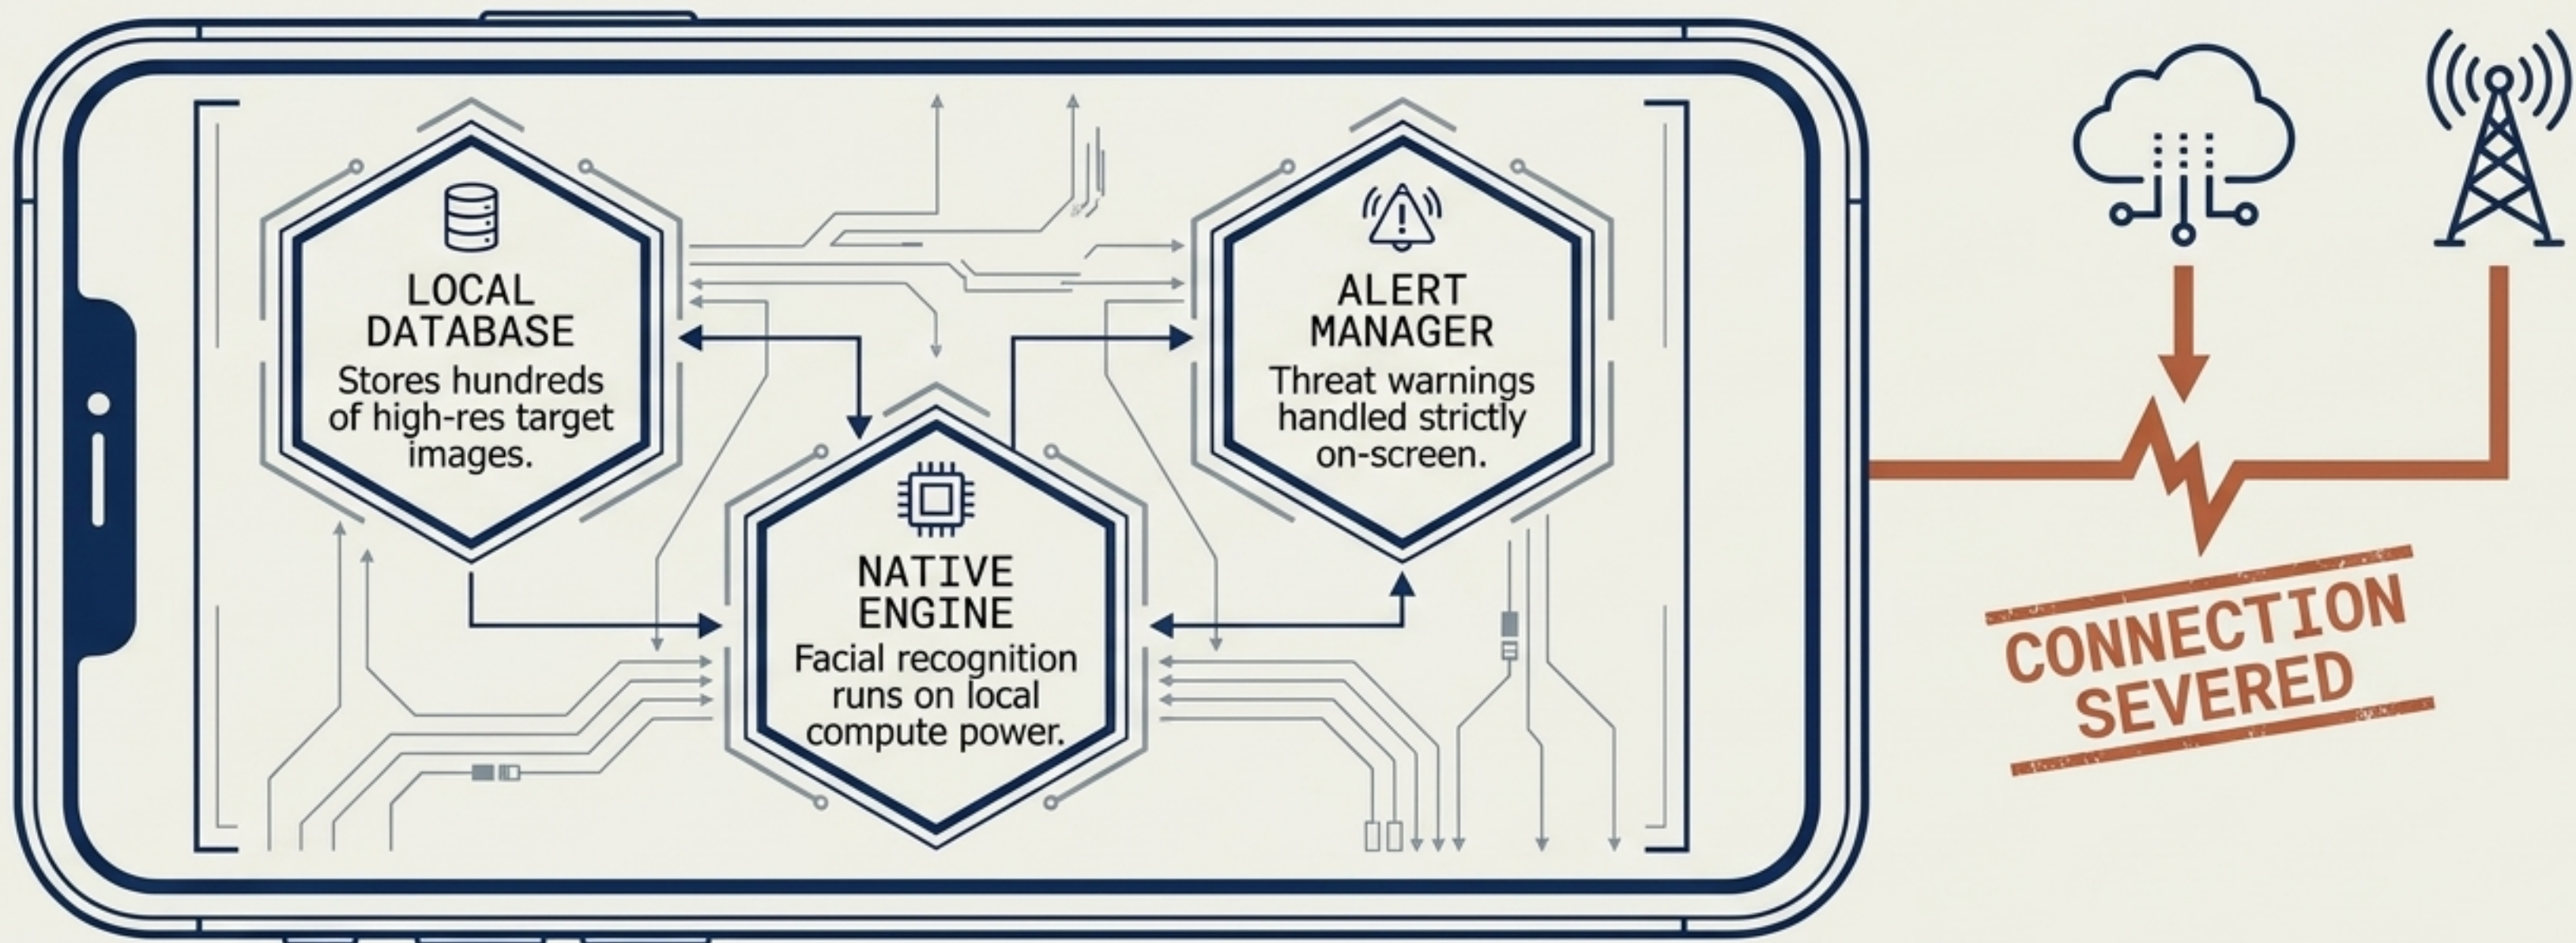 LOCAL
DATABASE
Stores hundreds
of high-res target
images.
ALERT
MANAGER
Threat warnings
handled strictly
on-screen.
NATIVE
ENGINE
Facial recognition
runs on local
compute power.
CONNECTION
SEVERED